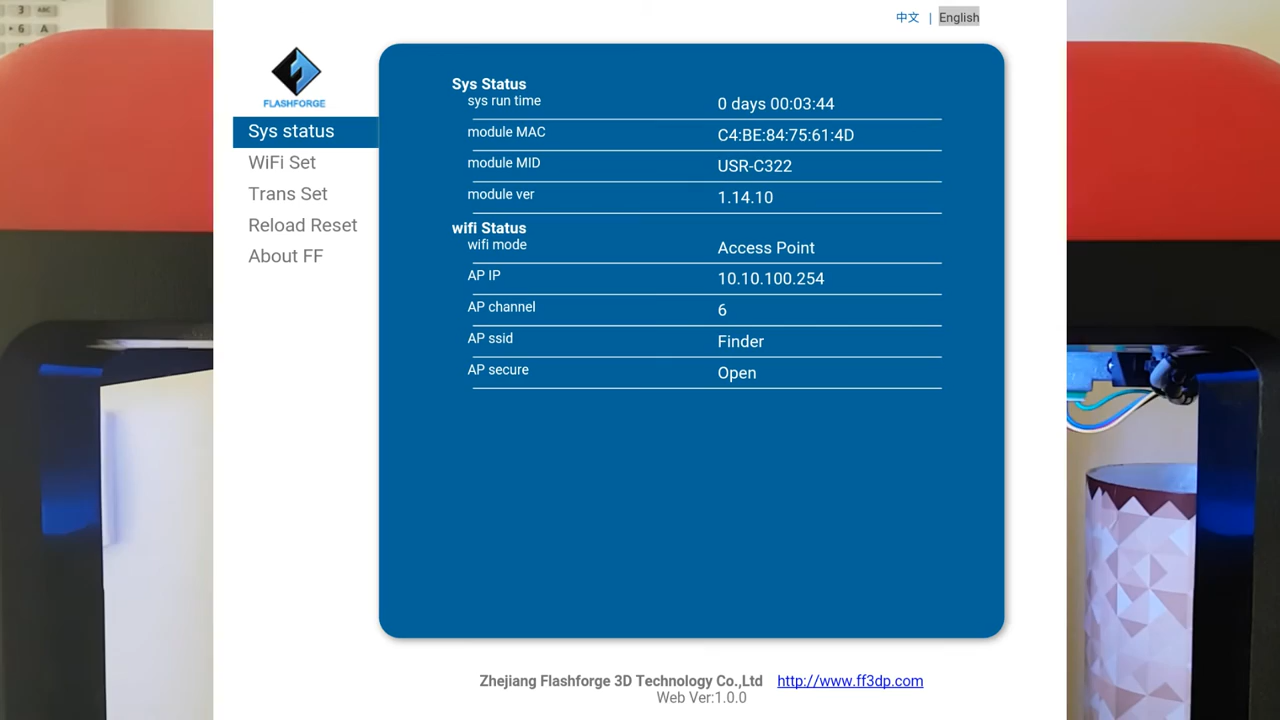 3 ABC
6 A
中文 | English
FLASHFORGE
Sys status
WiFi Set
Trans Set
Reload Reset
About FF
Sys Status
sys run time 0 days 00:03:44
module MAC C4:BE:84:75:61:4D
module MID USR-C322
module ver 1.14.10
wifi Status
wifi mode Access Point
AP IP 10.10.100.254
AP channel 6
AP ssid Finder
AP secure Open
Zhejiang Flashforge 3D Technology Co.,Ltd http://www.ff3dp.com
Web Ver:1.0.0